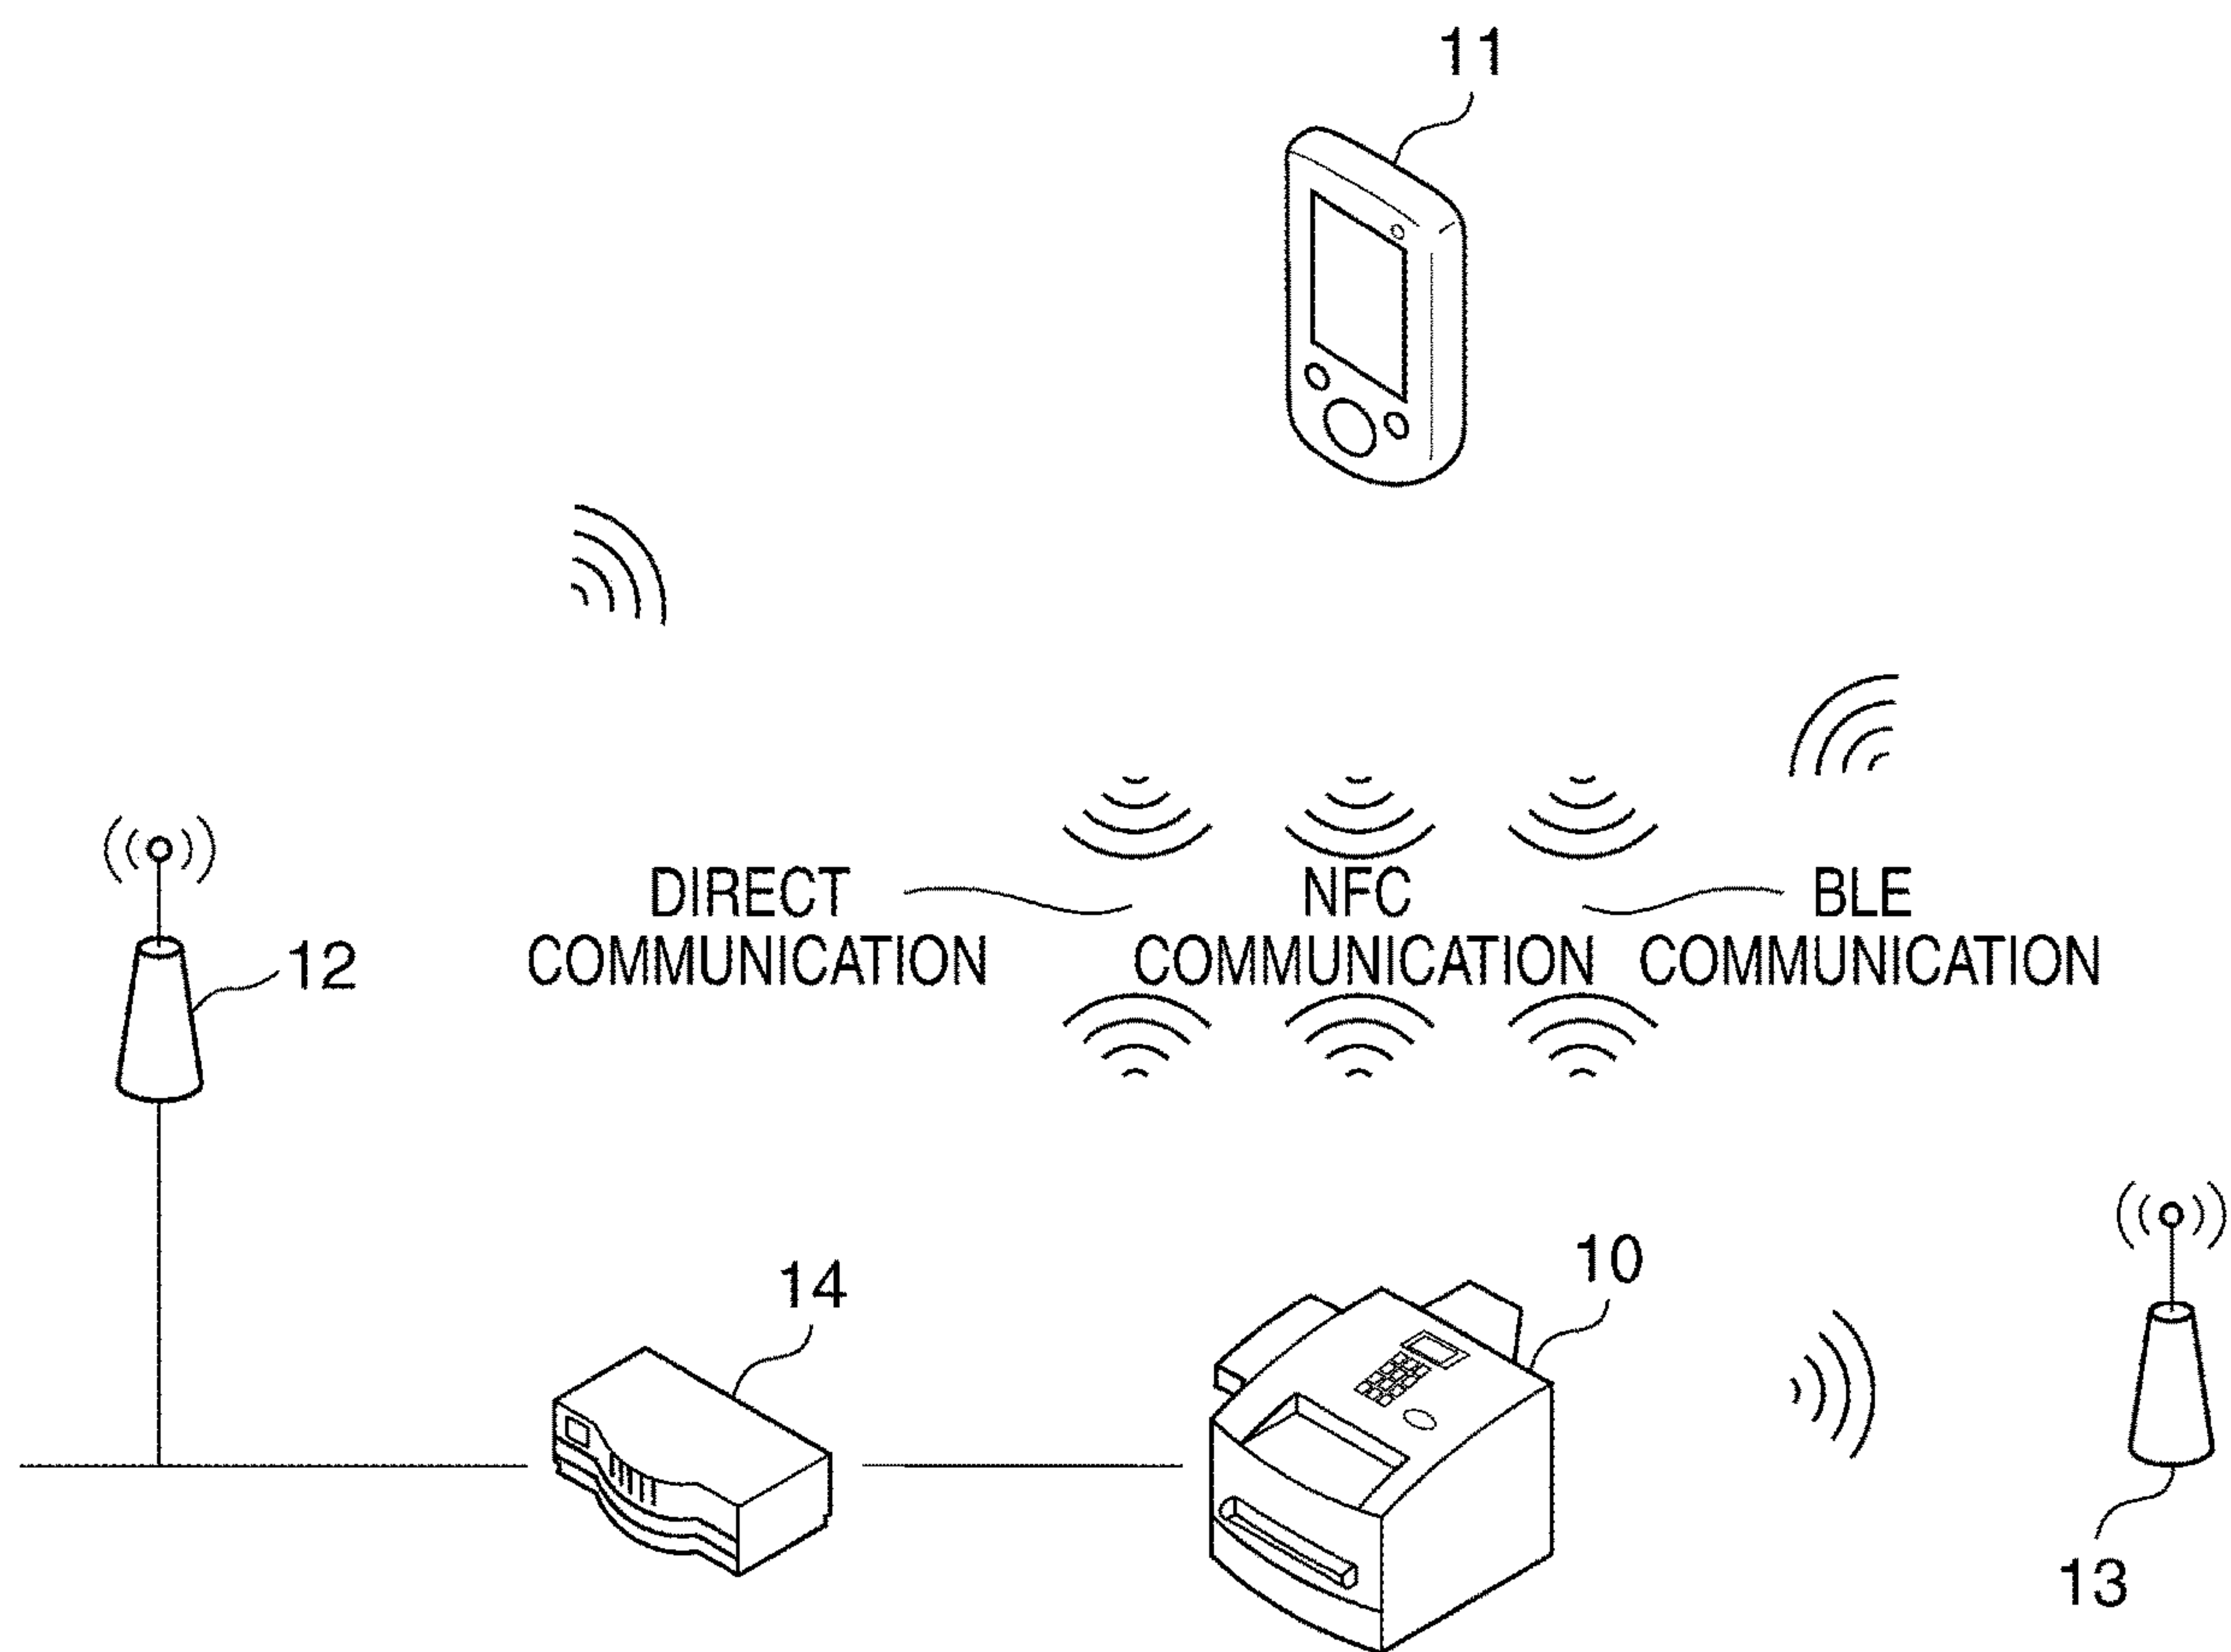 11
DIRECT
COMMUNICATION
NFC
COMMUNICATION
BLE
COMMUNICATION
12
14
10
13